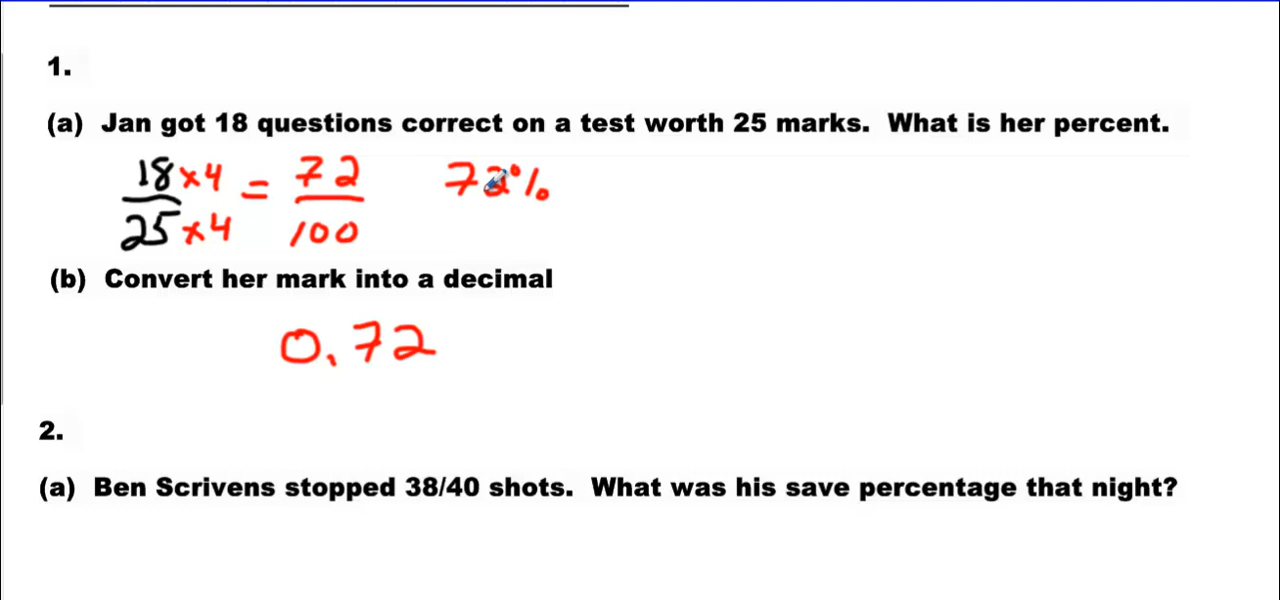 1.
(a) Jan got 18 questions correct on a test worth 25 marks. What is her percent.
18 ×4 = 72 72%
25 ×4 100
(b) Convert her mark into a decimal
0.72
2.
(a) Ben Scrivens stopped 38/40 shots. What was his save percentage that night?